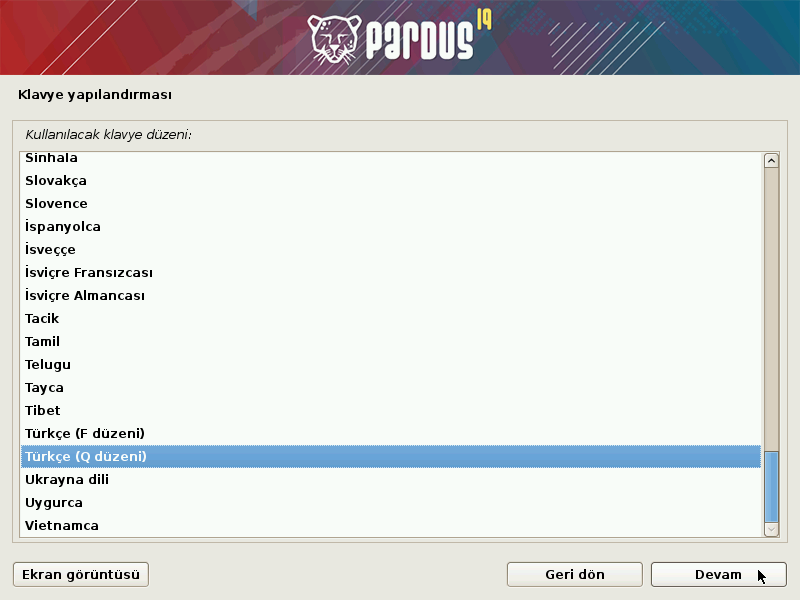 pardus 19
Klavye yapılandırması
Kullanılacak klavye düzeni:
Sinhala
Slovakça
Slovence
İspanyolca
İsveççe
İsviçre Fransızcası
İsviçre Almancası
Tacik
Tamil
Telugu
Tayca
Tibet
Türkçe (F düzeni)
Türkçe (Q düzeni)
Ukrayna dili
Uygurca
Vietnamca
Ekran görüntüsü
Geri dön
Devam